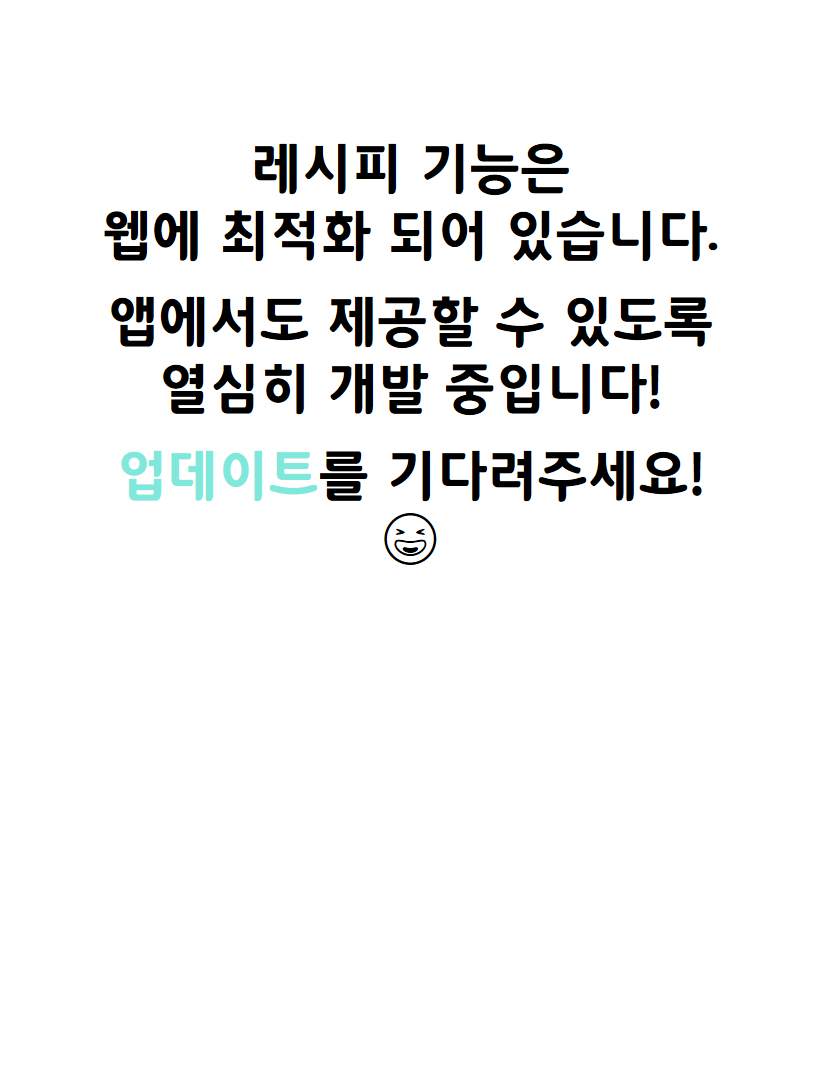 레시피 기능은
웹에 최적화 되어 있습니다.
앱에서도 제공할 수 있도록
열심히 개발 중입니다!
업데이트를 기다려주세요!
😆